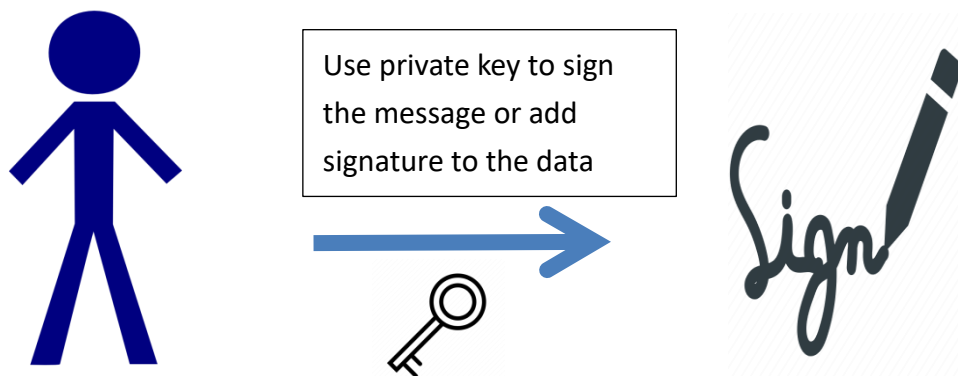 Use private key to sign
the message or add
signature to the data
Sign